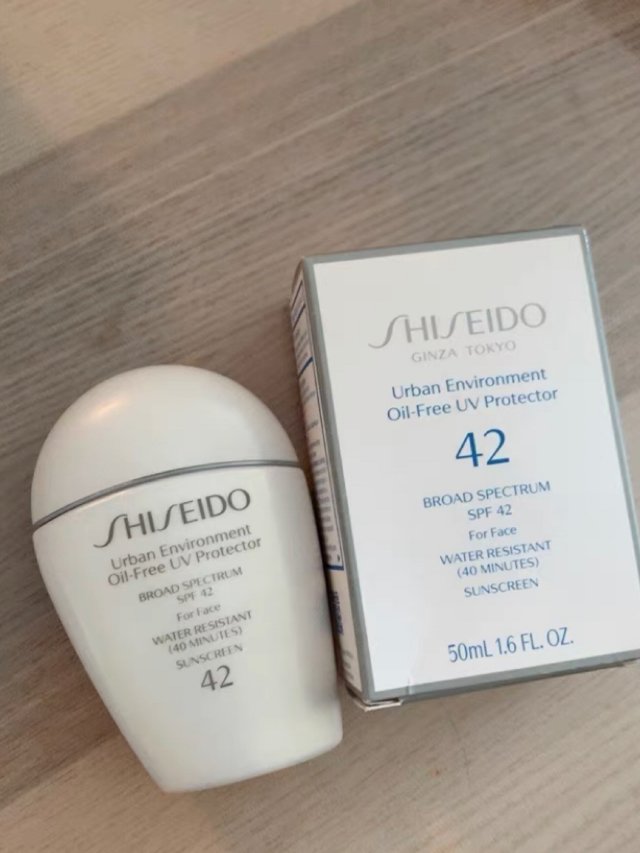 SHISEIDO
Urban Environment
Oil-Free UV Protector
BROAD SPECTRUM
SPF 42
For Face
WATER RESISTANT
(40 MINUTES)
SUNSCREEN
42
SHISEIDO
GINZA TOKYO
Urban Environment
Oil-Free UV Protector
42
BROAD SPECTRUM
SPF 42
For Face
WATER RESISTANT
(40 MINUTES)
SUNSCREEN
50mL 1.6 FL. OZ.